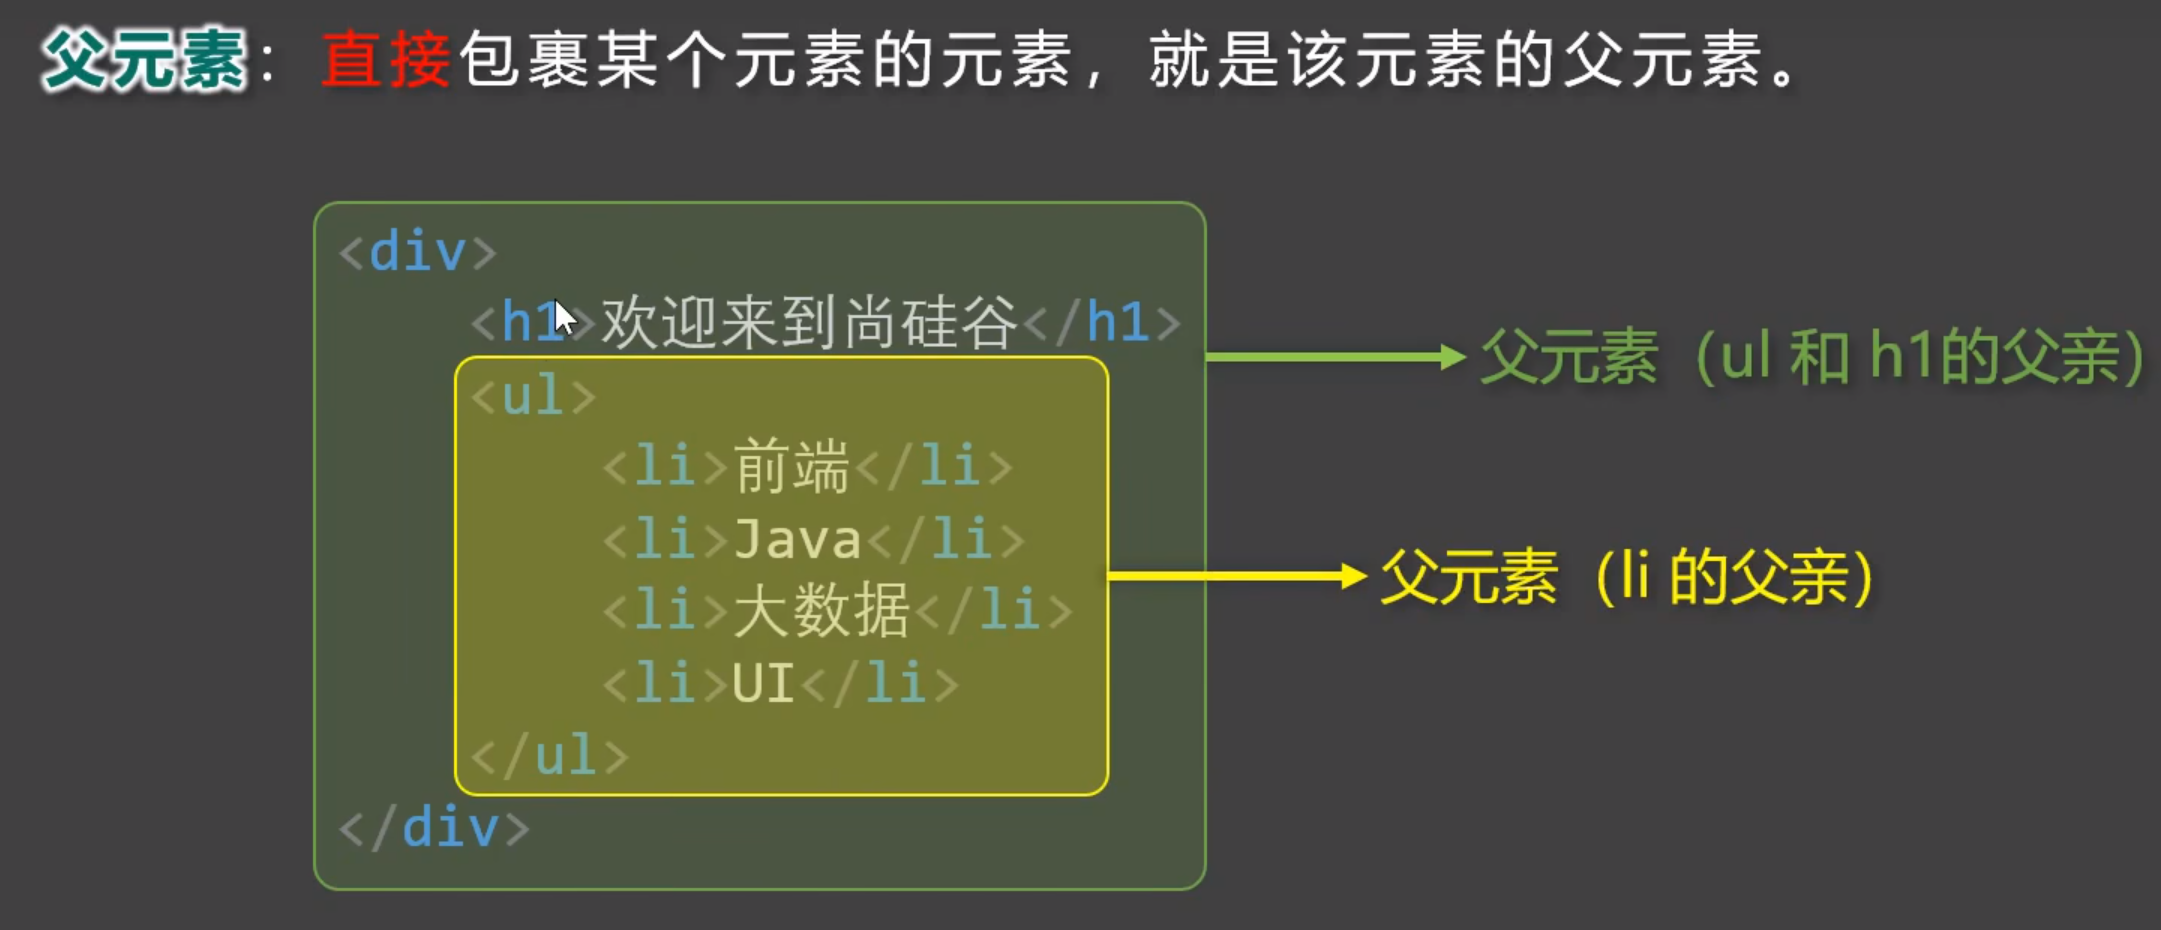 父元素：直接包裹某个元素的元素，就是该元素的父元素。
<div>
<h1>欢迎来到尚硅谷</h1>
父元素（ul 和 h1的父亲）
<ul>
<li>前端</li>
<li>Java</li>
父元素（li 的父亲）
<li>大数据</li>
<li>UI</li>
</ul>
</div>